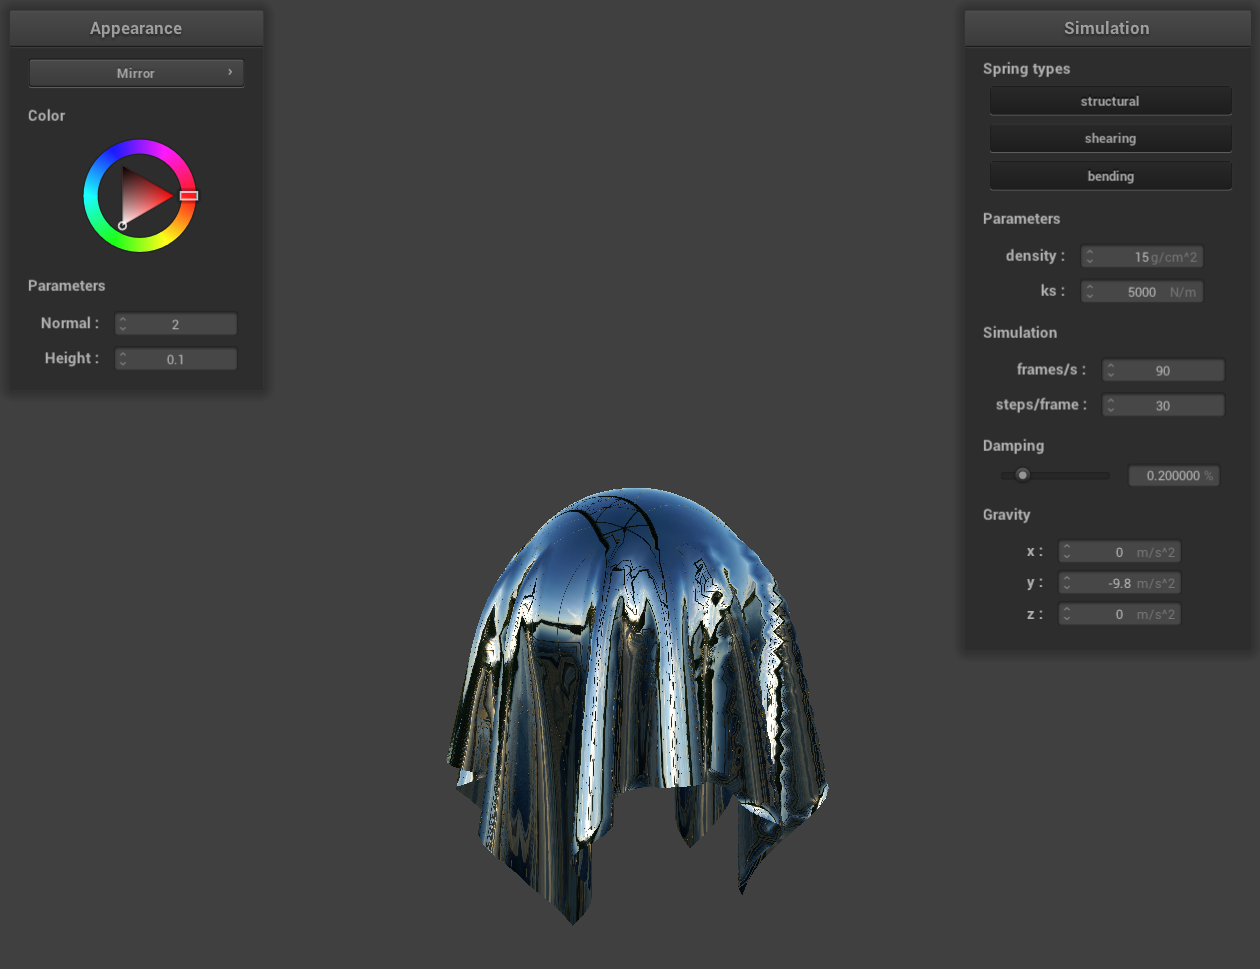 Appearance
Mirror ›
Color
Parameters
Normal : 2
Height : 0.1
Simulation
Spring types
structural
shearing
bending
Parameters
density : 15 g/cm^2
ks : 5000 N/m
Simulation
frames/s : 90
steps/frame : 30
Damping
0.200000 %
Gravity
x : 0 m/s^2
y : -9.8 m/s^2
z : 0 m/s^2